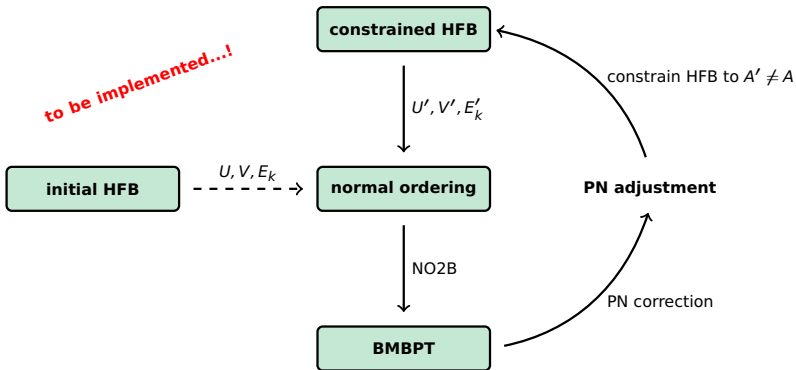 constrained HFB
to be implemented...!
constrain HFB to A′ ≠ A
U′, V′, E′ₖ
U, V, Eₖ
initial HFB
normal ordering
PN adjustment
NO2B
PN correction
BMBPT